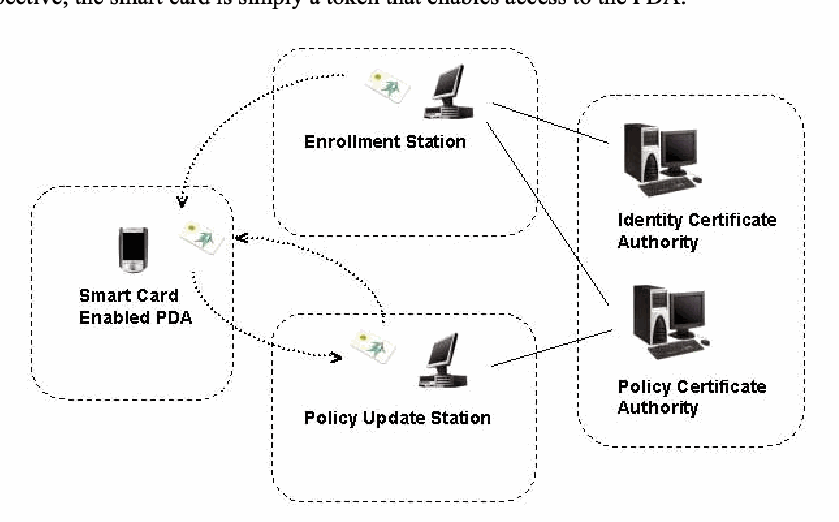 pective, the smart card is simply a token that enables access to the PDA.
Enrollment Station
Identity Certificate
Authority
Smart Card
Enabled PDA
Policy Update Station
Policy Certificate
Authority